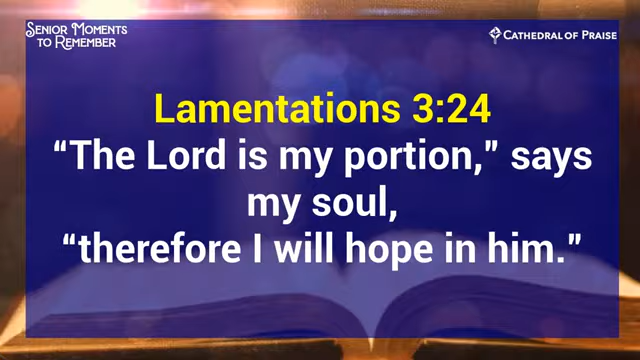 SENIOR MOMENTS
TO REMEMBER
CATHEDRAL OF PRAISE
Lamentations 3:24
“The Lord is my portion,” says
my soul,
“therefore I will hope in him.”